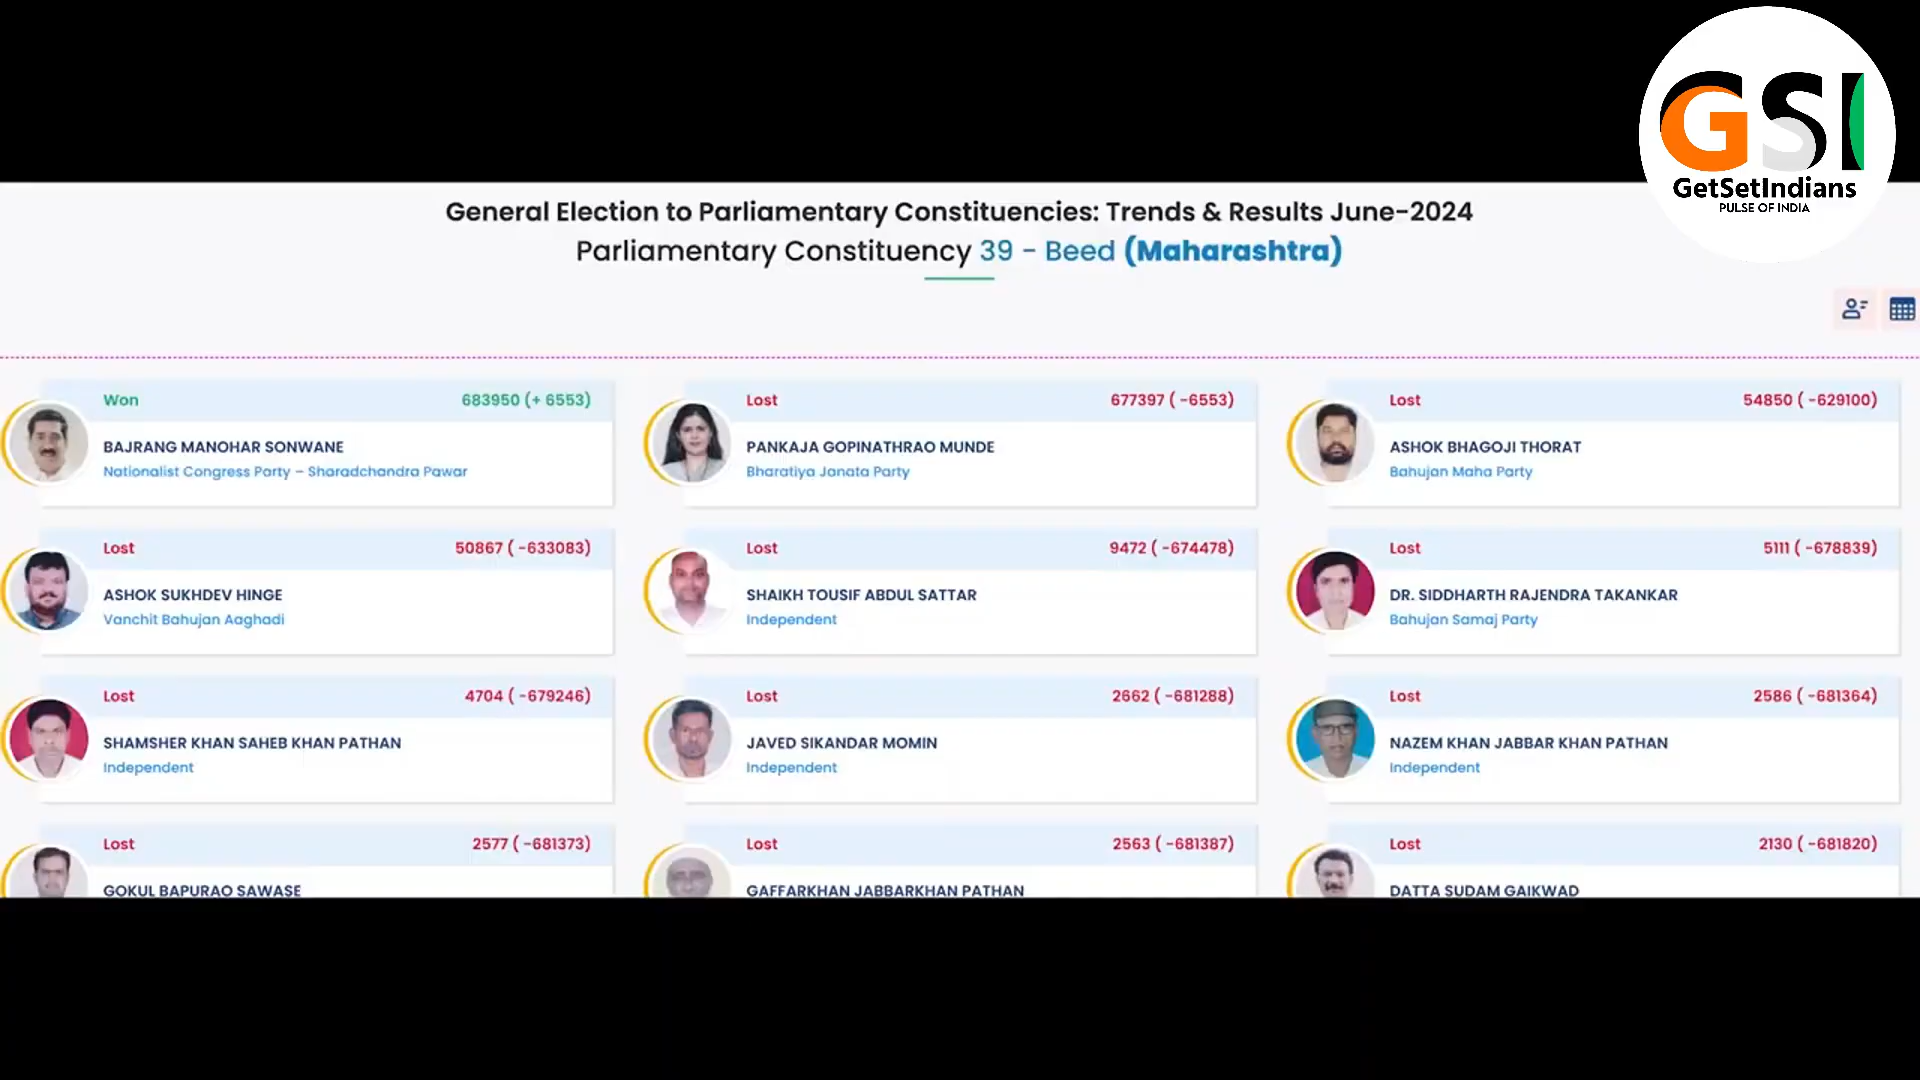 GSI
GetSetIndians
PULSE OF INDIA
General Election to Parliamentary Constituencies: Trends & Results June-2024
Parliamentary Constituency 39 - Beed (Maharashtra)
Won 683950 (+ 6553)
BAJRANG MANOHAR SONWANE
Nationalist Congress Party – Sharadchandra Pawar
Lost 677397 ( -6553)
PANKAJA GOPINATHRAO MUNDE
Bharatiya Janata Party
Lost 54850 ( -629100)
ASHOK BHAGOJI THORAT
Bahujan Maha Party
Lost 50867 ( -633083)
ASHOK SUKHDEV HINGE
Vanchit Bahujan Aaghadi
Lost 9472 ( -674478)
SHAIKH TOUSIF ABDUL SATTAR
Independent
Lost 5111 ( -678839)
DR. SIDDHARTH RAJENDRA TAKANKAR
Bahujan Samaj Party
Lost 4704 ( -679246)
SHAMSHER KHAN SAHEB KHAN PATHAN
Independent
Lost 2662 ( -681288)
JAVED SIKANDAR MOMIN
Independent
Lost 2586 ( -681364)
NAZEM KHAN JABBAR KHAN PATHAN
Independent
Lost 2577 ( -681373)
GOKUL BAPURAO SAWASE
Lost 2563 ( -681387)
GAFFARKHAN JABBARKHAN PATHAN
Lost 2130 ( -681820)
DATTA SUDAM GAIKWAD